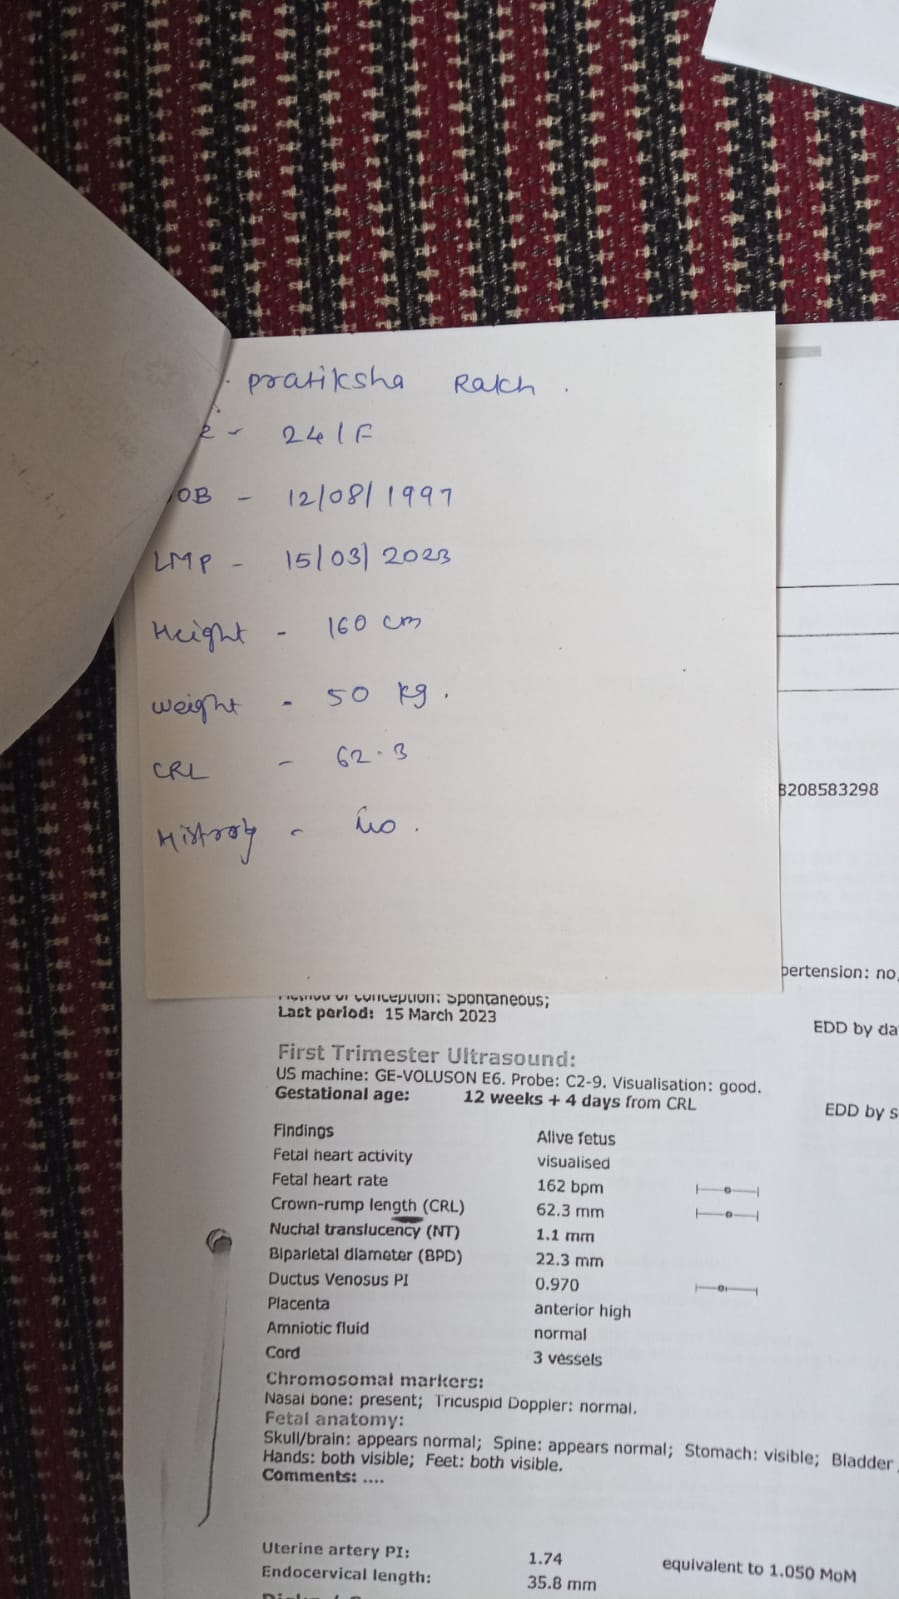 pratiksha Rakh.
e - 24/F
OB - 12/08/1997
LMP - 15/03/2023
Height - 160 cm
weight - 50 kg.
CRL - 62.3
Histroy - no.
8208583298
pertension: no,
Method of conception: Spontaneous;
Last period: 15 March 2023
EDD by da
First Trimester Ultrasound:
US machine: GE-VOLUSON E6. Probe: C2-9. Visualisation: good.
Gestational age: 12 weeks + 4 days from CRL
EDD by s
Findings Alive fetus
Fetal heart activity visualised
Fetal heart rate 162 bpm
Crown-rump length (CRL) 62.3 mm
Nuchal translucency (NT) 1.1 mm
Biparietal diameter (BPD) 22.3 mm
Ductus Venosus PI 0.970
Placenta anterior high
Amniotic fluid normal
Cord 3 vessels
Chromosomal markers:
Nasal bone: present; Tricuspid Doppler: normal.
Fetal anatomy:
Skull/brain: appears normal; Spine: appears normal; Stomach: visible; Bladder
Hands: both visible; Feet: both visible.
Comments: ....
Uterine artery PI: 1.74 equivalent to 1.050 MoM
Endocervical length: 35.8 mm